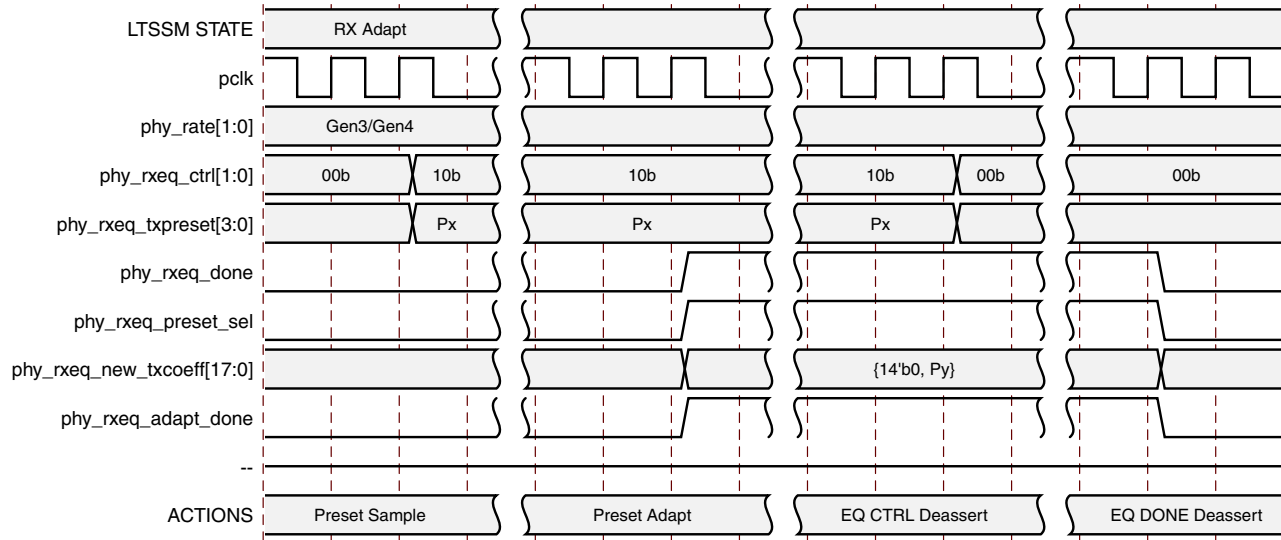 LTSSM STATE RX Adapt
pclk
phy_rate[1:0] Gen3/Gen4
phy_rxeq_ctrl[1:0] 00b 10b 10b 10b 00b 00b
phy_rxeq_txpreset[3:0] Px Px Px
phy_rxeq_done
phy_rxeq_preset_sel
phy_rxeq_new_txcoeff[17:0] {14'b0, Py}
phy_rxeq_adapt_done
--
ACTIONS Preset Sample Preset Adapt EQ CTRL Deassert EQ DONE Deassert